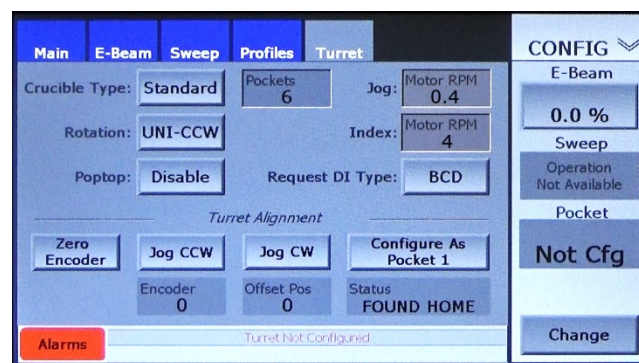 Main E-Beam Sweep Profiles Turret
CONFIG
Crucible Type: Standard
Pockets
6
Jog:
Motor RPM
0.4
Rotation: UNI-CCW
Index:
Motor RPM
4
Poptop: Disable
Request DI Type: BCD
Turret Alignment
Zero
Encoder
Jog CCW
Jog CW
Configure As
Pocket 1
Encoder
0
Offset Pos
0
Status
FOUND HOME
Alarms
Turret Not Configured
E-Beam
0.0 %
Sweep
Operation
Not Available
Pocket
Not Cfg
Change